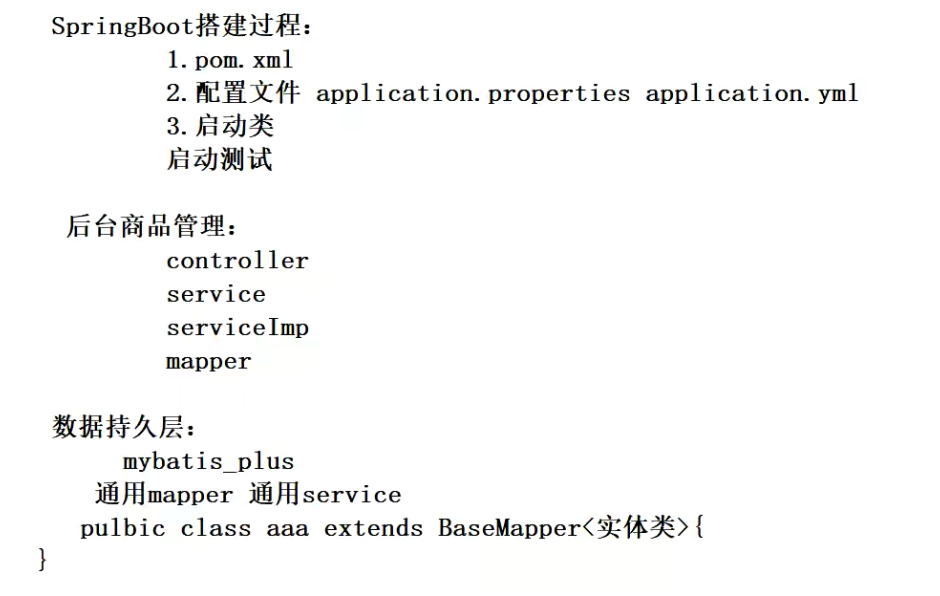 SpringBoot搭建过程：
1.pom.xml
2.配置文件 application.properties application.yml
3.启动类
启动测试
后台商品管理：
controller
service
serviceImp
mapper
数据持久层：
mybatis_plus
通用mapper 通用service
pulbic class aaa extends BaseMapper<实体类>{
}